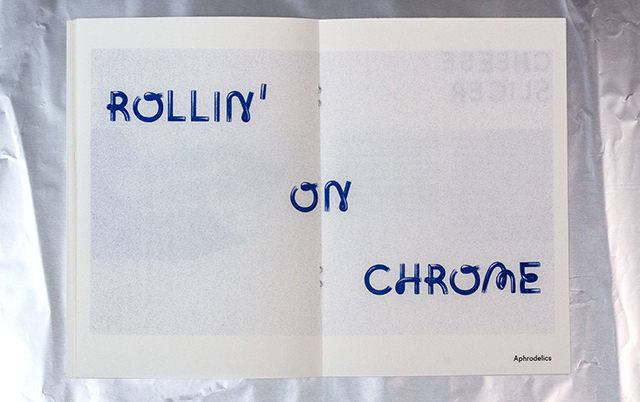 CHEESE
SLICER
ROLLIN'
ON
CHROME
Aphrodelics